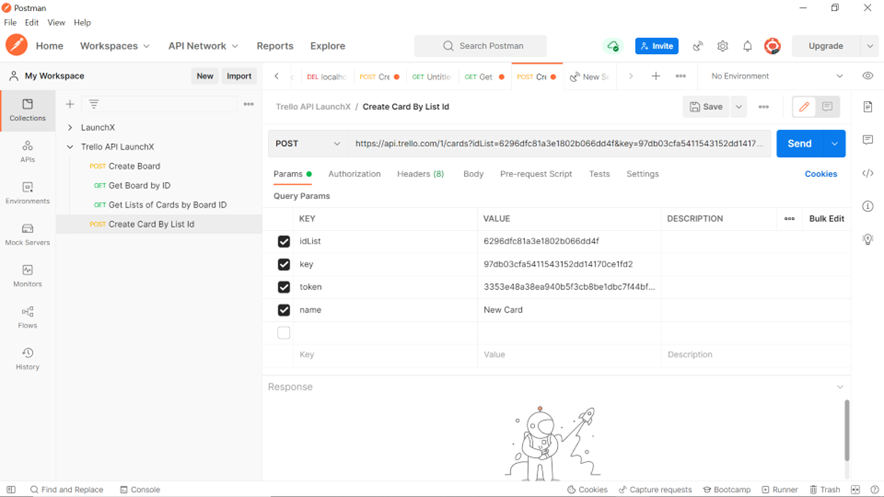 Postman
File Edit View Help
Home Workspaces API Network Reports Explore Search Postman Invite Upgrade
My Workspace New Import DEL localho POST Cre GET Untitle GET Get POST Cre New Se No Environment
Trello API LaunchX / Create Card By List Id Save
Collections
APIs
Environments
Mock Servers
Monitors
Flows
History
LaunchX
Trello API LaunchX
POST Create Board
GET Get Board by ID
GET Get Lists of Cards by Board ID
POST Create Card By List Id
POST https://api.trello.com/1/cards?idList=6296dfc81a3e1802b066dd4f&key=97db03cfa5411543152dd1417... Send
Params Authorization Headers (8) Body Pre-request Script Tests Settings Cookies
Query Params
KEY VALUE DESCRIPTION Bulk Edit
idList 6296dfc81a3e1802b066dd4f
key 97db03cfa5411543152dd14170ce1fd2
token 3353e48a38ea940b5f3cb8be1dbc7f44bf...
name New Card
Key Value Description
Response
Find and Replace Console Cookies Capture requests Bootcamp Runner Trash